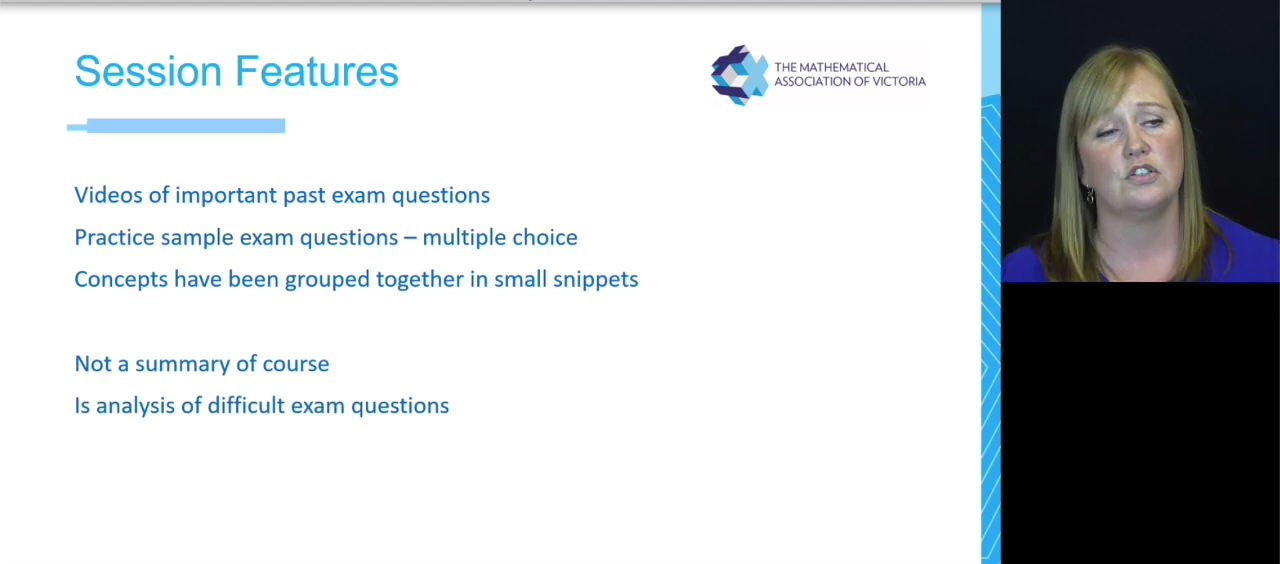 Session Features
THE MATHEMATICAL
ASSOCIATION OF VICTORIA
Videos of important past exam questions
Practice sample exam questions – multiple choice
Concepts have been grouped together in small snippets
Not a summary of course
Is analysis of difficult exam questions